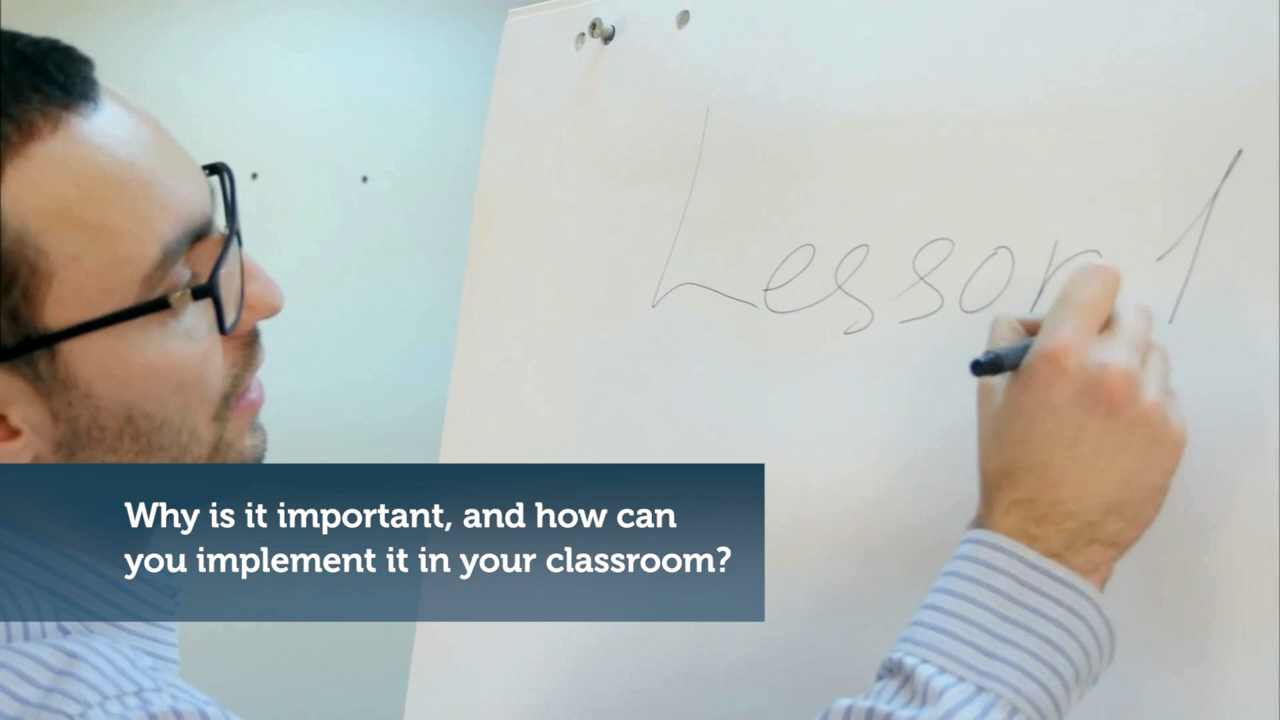 Lesson 1
Why is it important, and how can
you implement it in your classroom?